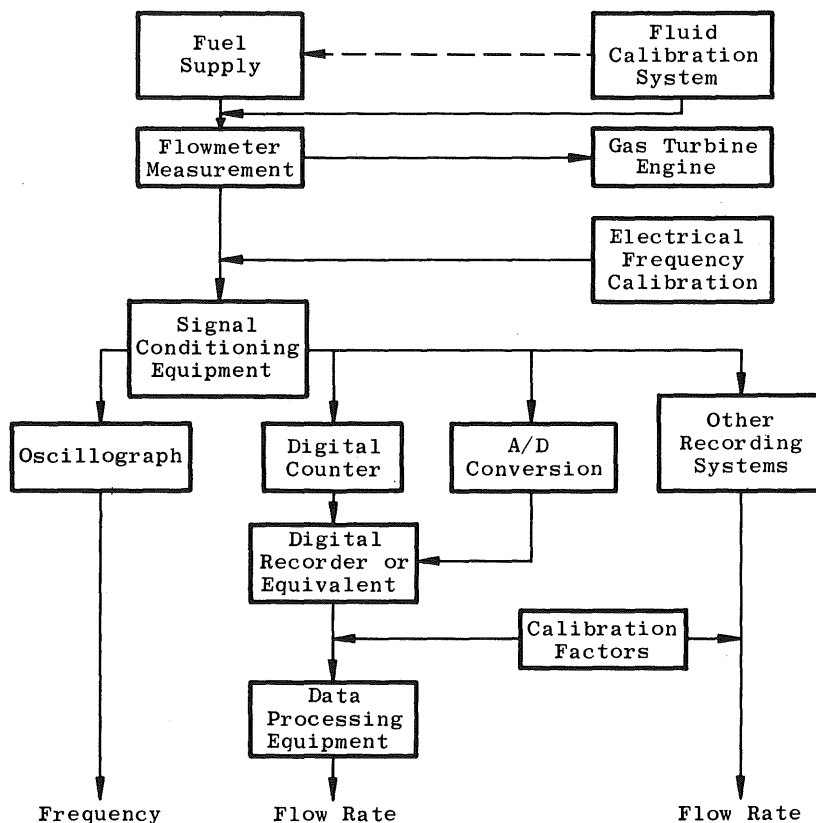 Fuel
Supply
Fluid
Calibration
System
Flowmeter
Measurement
Gas Turbine
Engine
Electrical
Frequency
Calibration
Signal
Conditioning
Equipment
Oscillograph
Digital
Counter
A/D
Conversion
Other
Recording
Systems
Digital
Recorder or
Equivalent
Calibration
Factors
Data
Processing
Equipment
Frequency
Flow Rate
Flow Rate